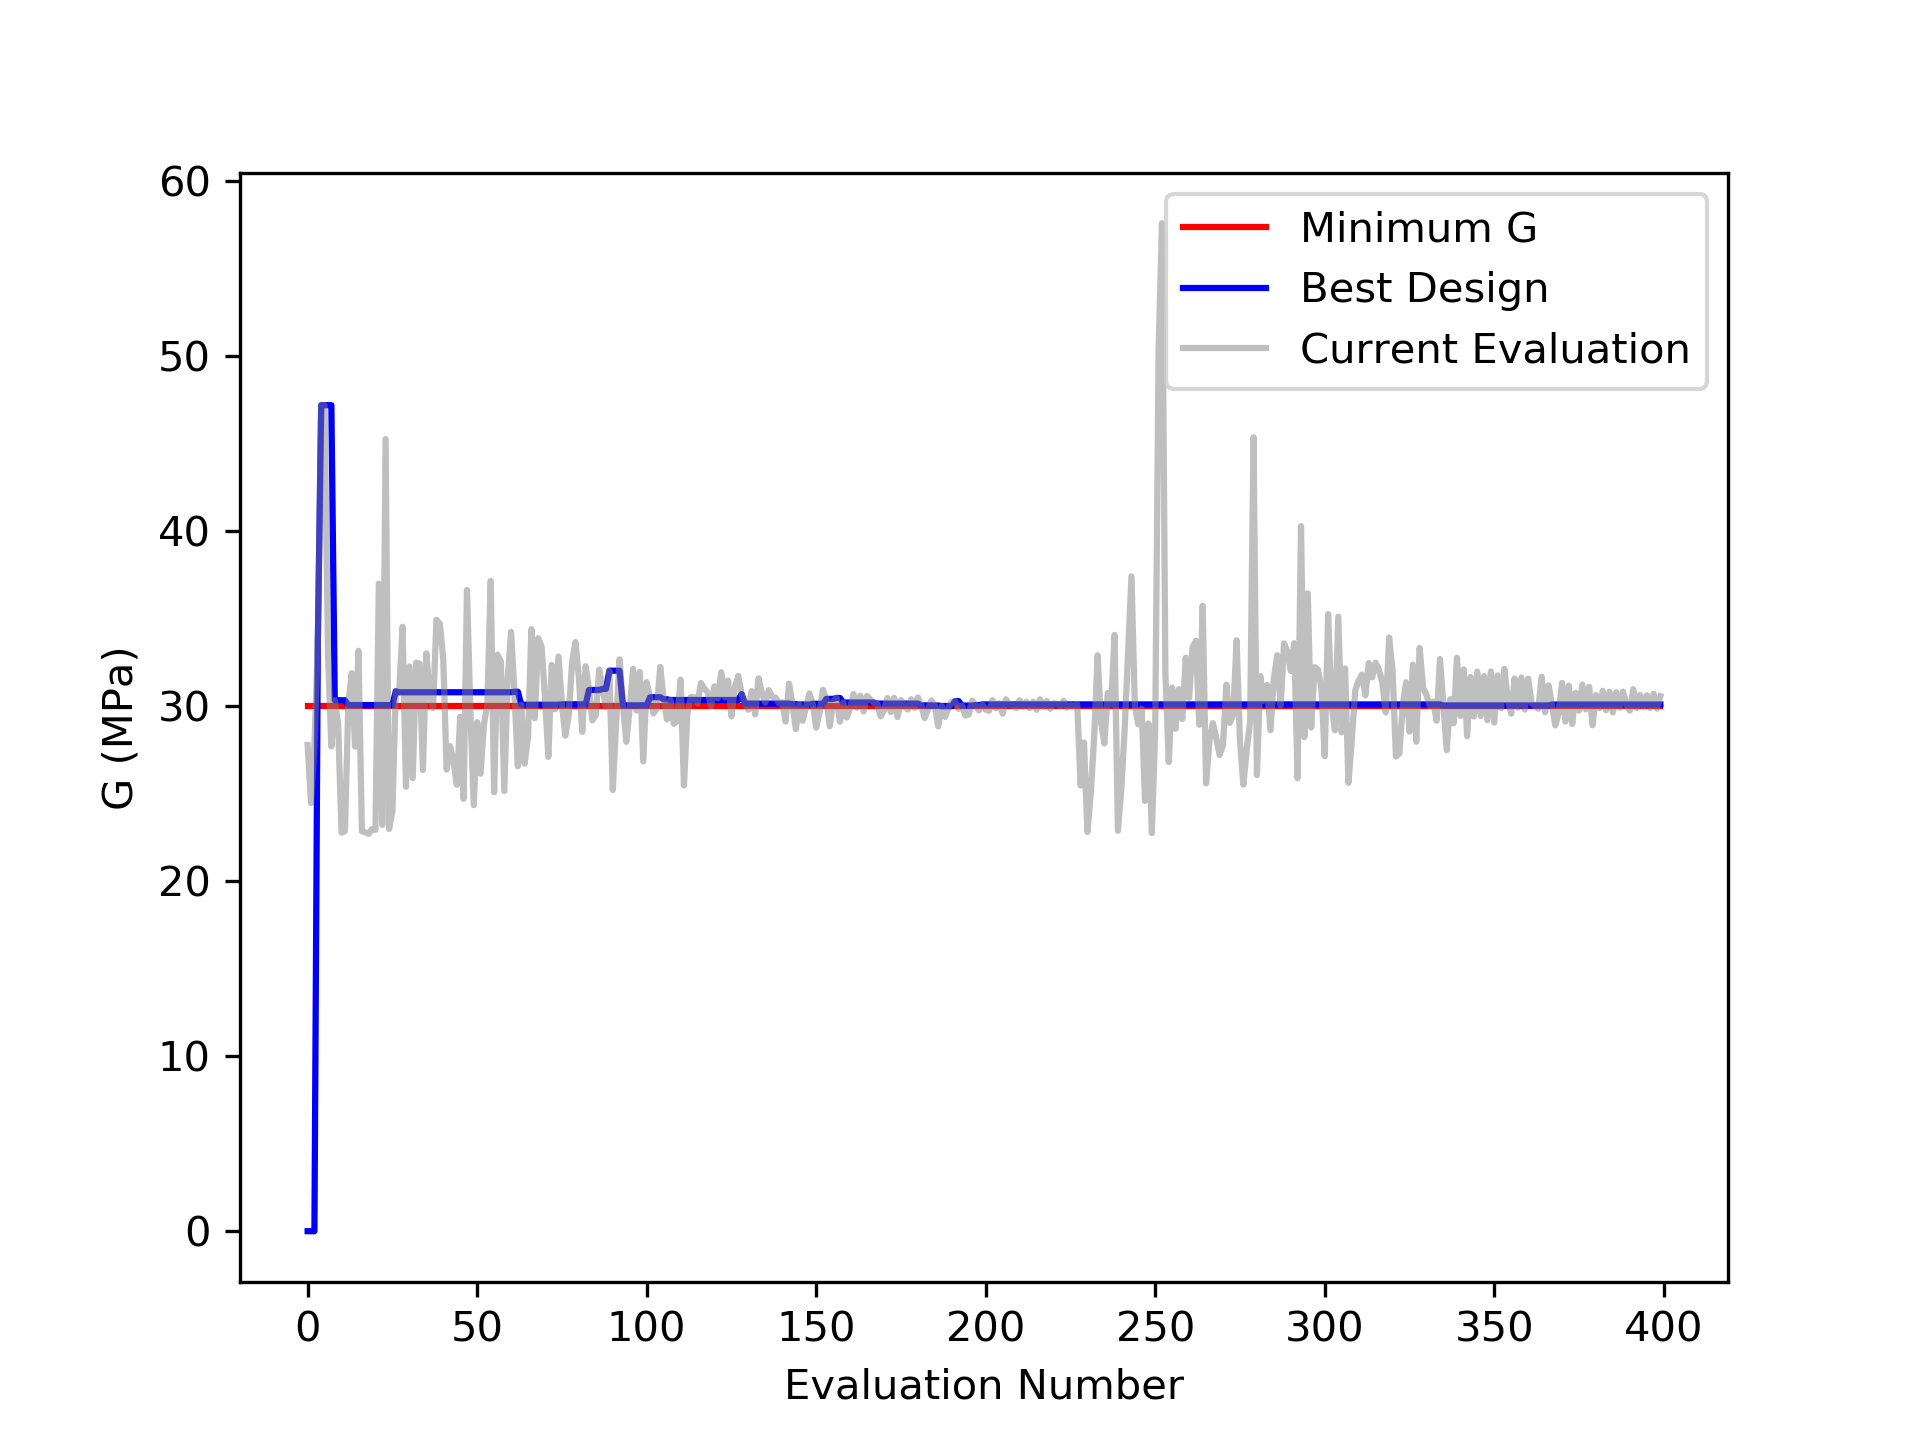 60
50
40
30
20
10
0
G (MPa)
Minimum G
Best Design
Current Evaluation
0 50 100 150 200 250 300 350 400
Evaluation Number